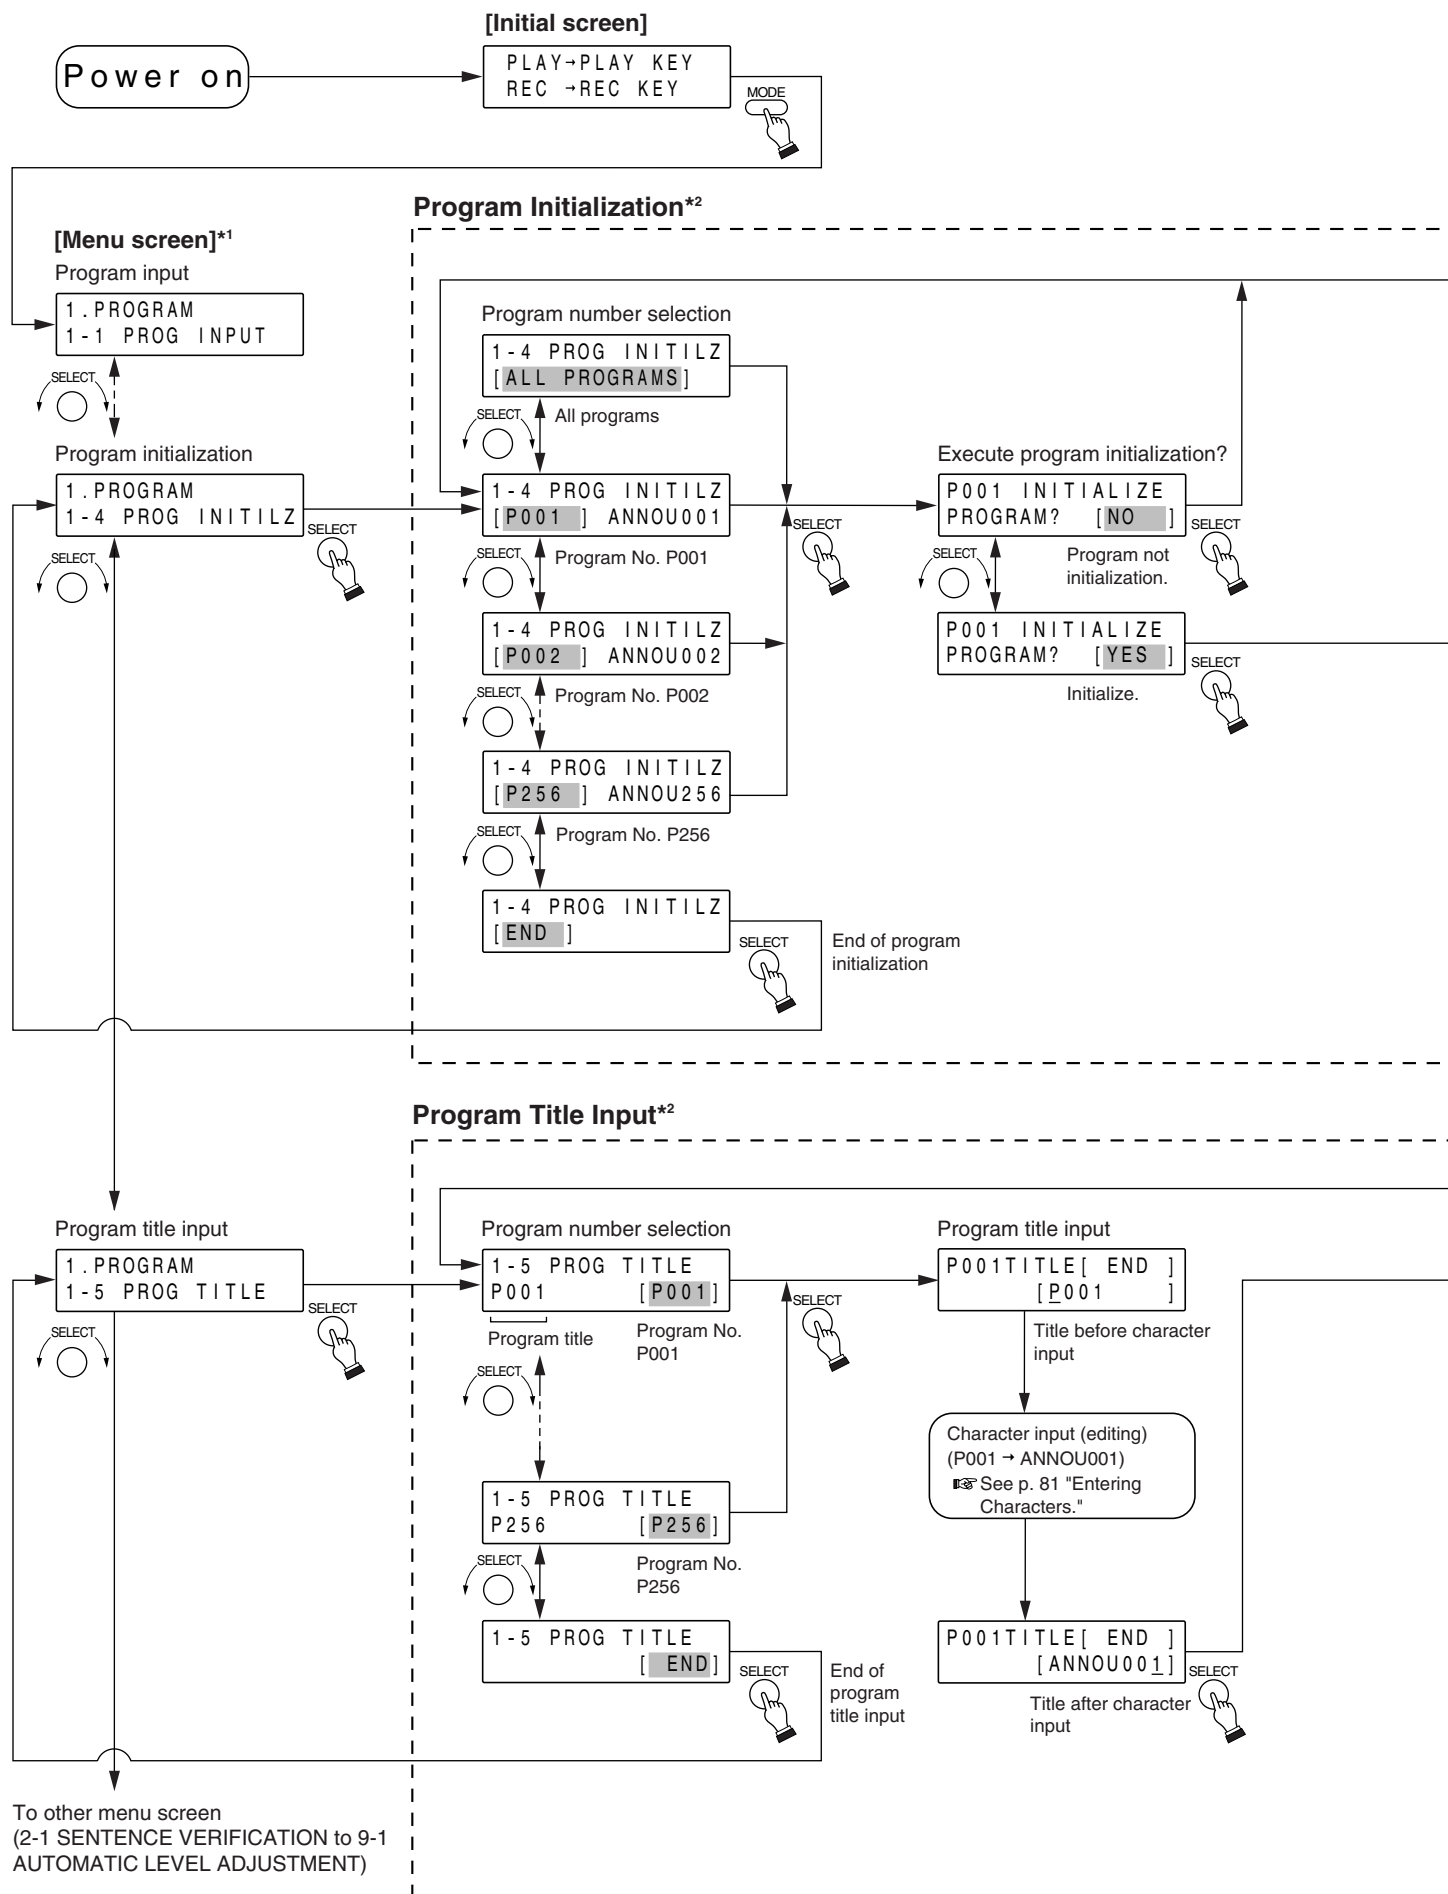 [Initial screen]
Power on
PLAY→PLAY KEY
REC →REC KEY
MODE
Program Initialization*2
[Menu screen]*1
Program input
1.PROGRAM
1-1 PROG INPUT
SELECT
Program initialization
1.PROGRAM
1-4 PROG INITILZ
SELECT
SELECT
Program number selection
1-4 PROG INITILZ
[ALL PROGRAMS]
SELECT
All programs
1-4 PROG INITILZ
[P001 ] ANNOU001
SELECT
Program No. P001
1-4 PROG INITILZ
[P002 ] ANNOU002
SELECT
Program No. P002
1-4 PROG INITILZ
[P256 ] ANNOU256
SELECT
Program No. P256
1-4 PROG INITILZ
[END ]
SELECT
End of program
initialization
SELECT
Execute program initialization?
P001 INITIALIZE
PROGRAM? [NO ]
SELECT
SELECT
Program not
initialization.
P001 INITIALIZE
PROGRAM? [YES ]
SELECT
Initialize.
Program Title Input*2
Program title input
1.PROGRAM
1-5 PROG TITLE
SELECT
SELECT
Program number selection
1-5 PROG TITLE
P001 [P001]
Program title
Program No.
P001
SELECT
SELECT
1-5 PROG TITLE
P256 [P256]
Program No.
P256
SELECT
1-5 PROG TITLE
[ END]
SELECT
End of
program
title input
Program title input
P001TITLE[ END ]
[P001 ]
Title before character
input
Character input (editing)
(P001 → ANNOU001)
See p. 81 "Entering
Characters."
P001TITLE[ END ]
[ANNOU001]
SELECT
Title after character
input
To other menu screen
(2-1 SENTENCE VERIFICATION to 9-1
AUTOMATIC LEVEL ADJUSTMENT)